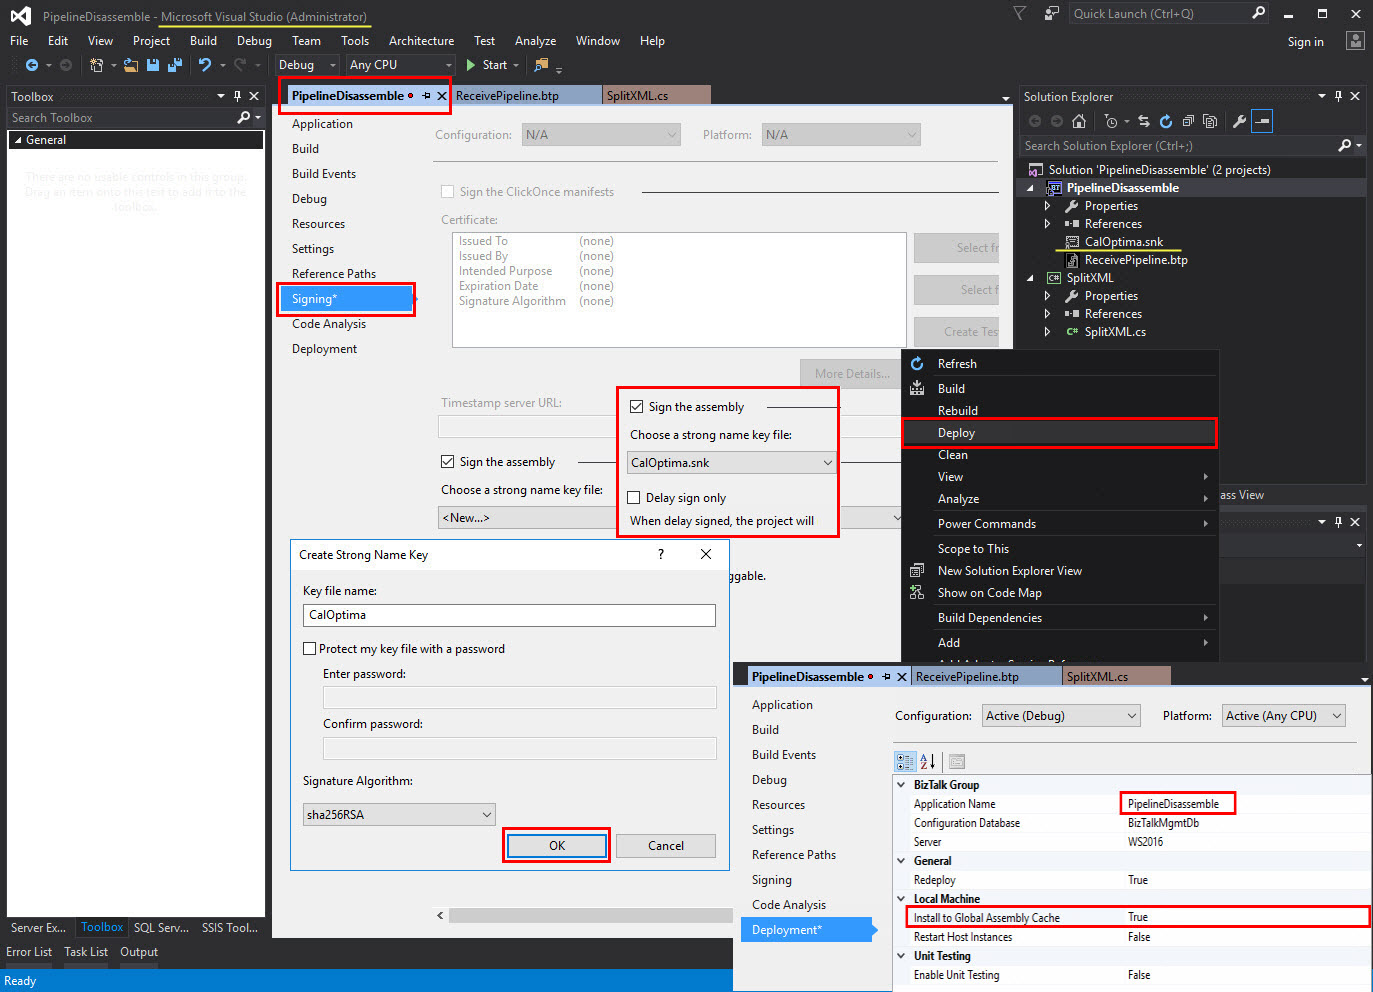 PipelineDisassemble - Microsoft Visual Studio (Administrator)
Quick Launch (Ctrl+Q)
File Edit View Project Build Debug Team Tools Architecture Test Analyze Window Help
Sign in
Debug Any CPU Start
Toolbox
Search Toolbox
General
There are no usable controls in this group.
Drag an item onto this text to add it to the
toolbox.
PipelineDisassemble ReceivePipeline.btp SplitXML.cs
Application
Build
Build Events
Debug
Resources
Settings
Reference Paths
Signing*
Code Analysis
Deployment
Configuration: N/A Platform: N/A
Sign the ClickOnce manifests
Certificate:
Issued To (none)
Issued By (none)
Intended Purpose (none)
Expiration Date (none)
Signature Algorithm (none)
Select fr
Select f
Create Tes
More Details...
Timestamp server URL:
Sign the assembly
Choose a strong name key file:
<New...>
Sign the assembly
Choose a strong name key file:
CalOptima.snk
Delay sign only
When delay signed, the project will
ggable.
Create Strong Name Key ?
Key file name:
CalOptima
Protect my key file with a password
Enter password:
Confirm password:
Signature Algorithm:
sha256RSA
OK Cancel
Solution Explorer
Search Solution Explorer (Ctrl+;)
Solution 'PipelineDisassemble' (2 projects)
PipelineDisassemble
Properties
References
CalOptima.snk
ReceivePipeline.btp
C# SplitXML
Properties
References
C# SplitXML.cs
Refresh
Build
Rebuild
Deploy
Clean
View
Analyze
Power Commands
Scope to This
New Solution Explorer View
Show on Code Map
Build Dependencies
Add
ass View
PipelineDisassemble ReceivePipeline.btp SplitXML.cs
Application
Build
Build Events
Debug
Resources
Settings
Reference Paths
Signing
Code Analysis
Deployment*
Configuration: Active (Debug) Platform: Active (Any CPU)
BizTalk Group
Application Name PipelineDisassemble
Configuration Database BizTalkMgmtDb
Server WS2016
General
Redeploy True
Local Machine
Install to Global Assembly Cache True
Restart Host Instances False
Unit Testing
Enable Unit Testing False
Server Ex... Toolbox SQL Serv... SSIS Tool...
Error List Task List Output
Ready